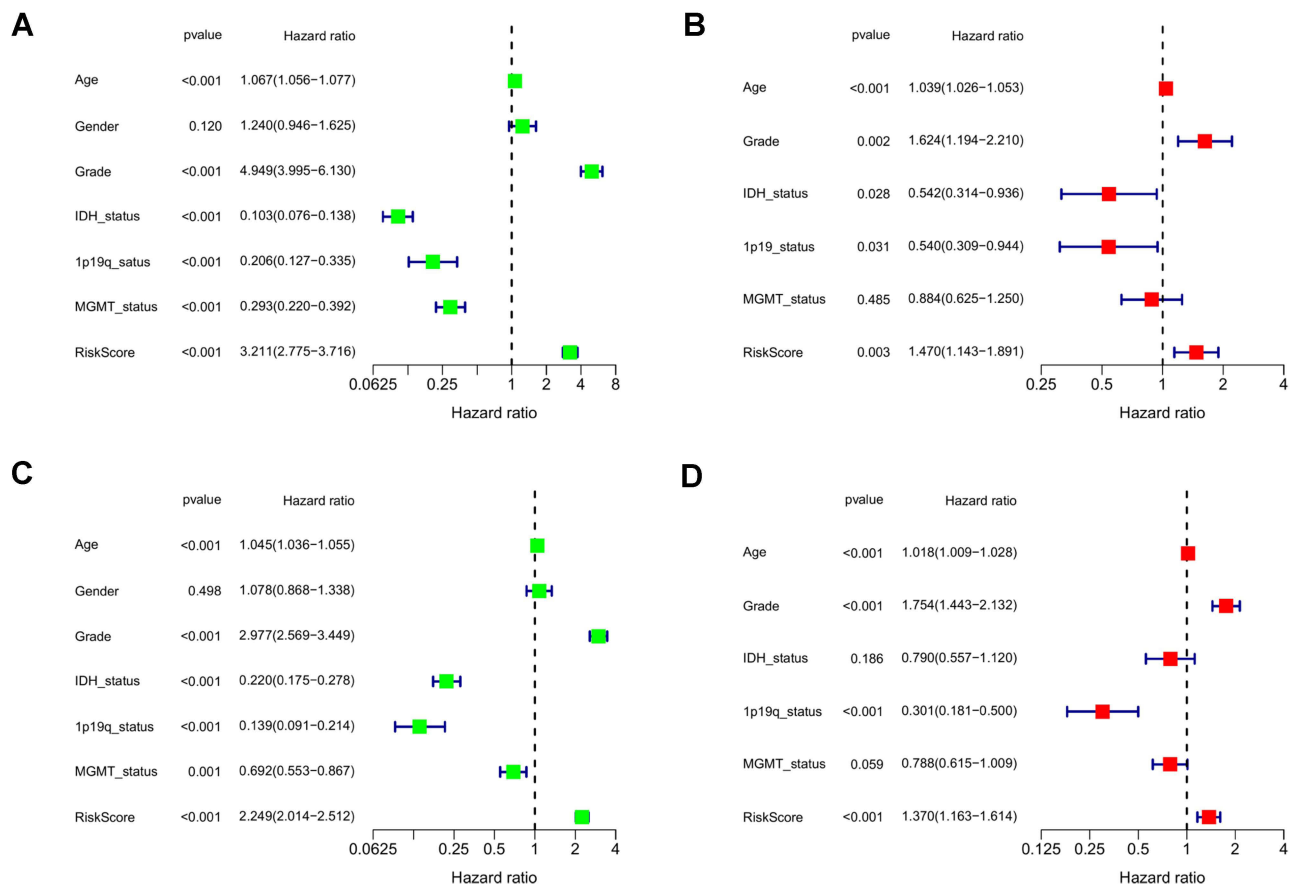 A
pvalue Hazard ratio
Age <0.001 1.067(1.056−1.077)
Gender 0.120 1.240(0.946−1.625)
Grade <0.001 4.949(3.995−6.130)
IDH_status <0.001 0.103(0.076−0.138)
1p19q_satus <0.001 0.206(0.127−0.335)
MGMT_status <0.001 0.293(0.220−0.392)
RiskScore <0.001 3.211(2.775−3.716)
0.0625 0.25 1 2 4 8
Hazard ratio
B
pvalue Hazard ratio
Age <0.001 1.039(1.026−1.053)
Grade 0.002 1.624(1.194−2.210)
IDH_status 0.028 0.542(0.314−0.936)
1p19_status 0.031 0.540(0.309−0.944)
MGMT_status 0.485 0.884(0.625−1.250)
RiskScore 0.003 1.470(1.143−1.891)
0.25 0.5 1 2 4
Hazard ratio
C
pvalue Hazard ratio
Age <0.001 1.045(1.036−1.055)
Gender 0.498 1.078(0.868−1.338)
Grade <0.001 2.977(2.569−3.449)
IDH_status <0.001 0.220(0.175−0.278)
1p19q_status <0.001 0.139(0.091−0.214)
MGMT_status 0.001 0.692(0.553−0.867)
RiskScore <0.001 2.249(2.014−2.512)
0.0625 0.25 0.5 1 2 4
Hazard ratio
D
pvalue Hazard ratio
Age <0.001 1.018(1.009−1.028)
Grade <0.001 1.754(1.443−2.132)
IDH_status 0.186 0.790(0.557−1.120)
1p19q_status <0.001 0.301(0.181−0.500)
MGMT_status 0.059 0.788(0.615−1.009)
RiskScore <0.001 1.370(1.163−1.614)
0.125 0.25 0.5 1 2 4
Hazard ratio